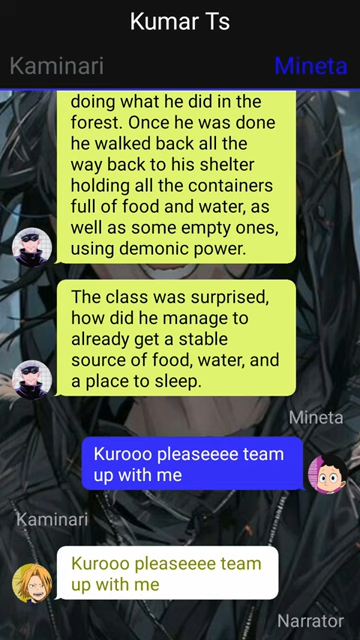 Kumar Ts
Kaminari
Mineta
doing what he did in the
forest. Once he was done
he walked back all the
way back to his shelter
holding all the containers
full of food and water, as
well as some empty ones,
using demonic power.
The class was surprised,
how did he manage to
already get a stable
source of food, water, and
a place to sleep.
Mineta
Kurooo pleaseeee team
up with me
Kaminari
Kurooo pleaseeee team
up with me
Narrator